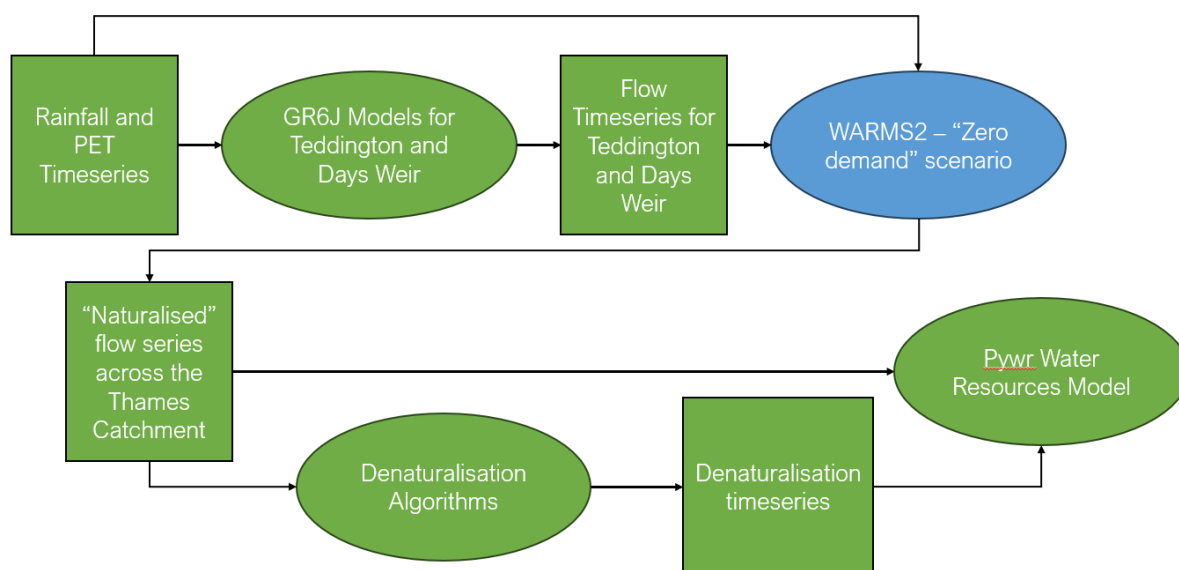 Rainfall and
PET
Timeseries
GR6J Models for
Teddington and
Days Weir
Flow
Timeseries for
Teddington
and Days
Weir
WARMS2 – “Zero
demand” scenario
“Naturalised”
flow series
across the
Thames
Catchment
Pywr Water
Resources Model
Denaturalisation
Algorithms
Denaturalisation
timeseries